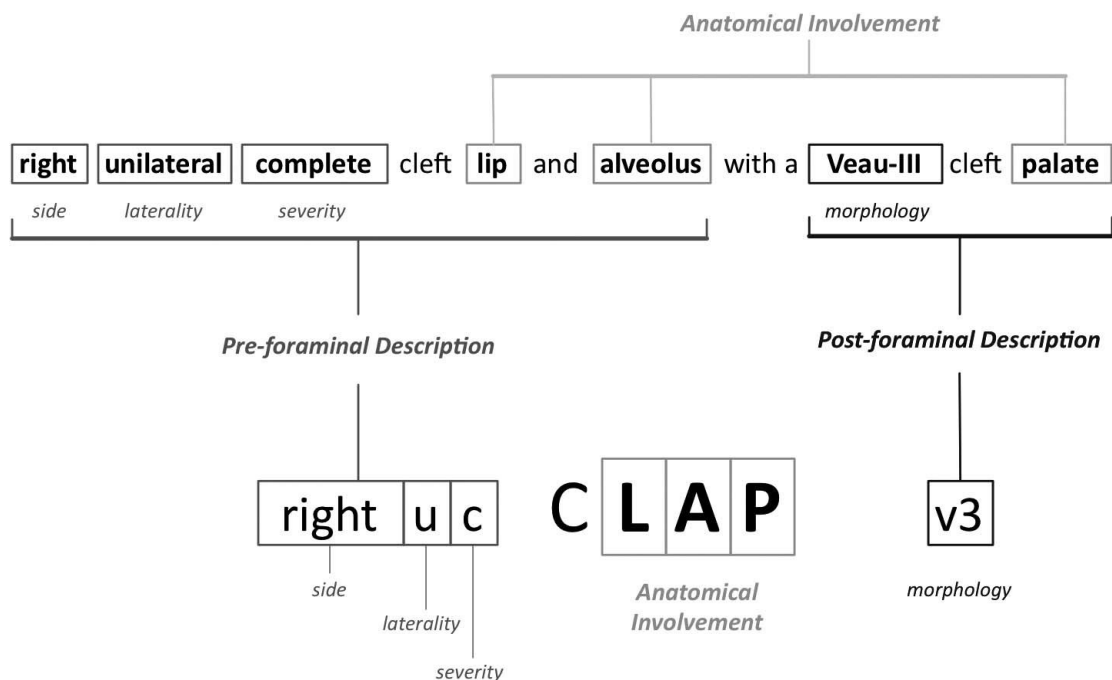 Anatomical Involvement
right unilateral complete cleft lip and alveolus with a Veau-III cleft palate
side laterality severity morphology
Pre-foraminal Description
Post-foraminal Description
right u c C L A P v3
side
laterality
severity
Anatomical
Involvement
morphology